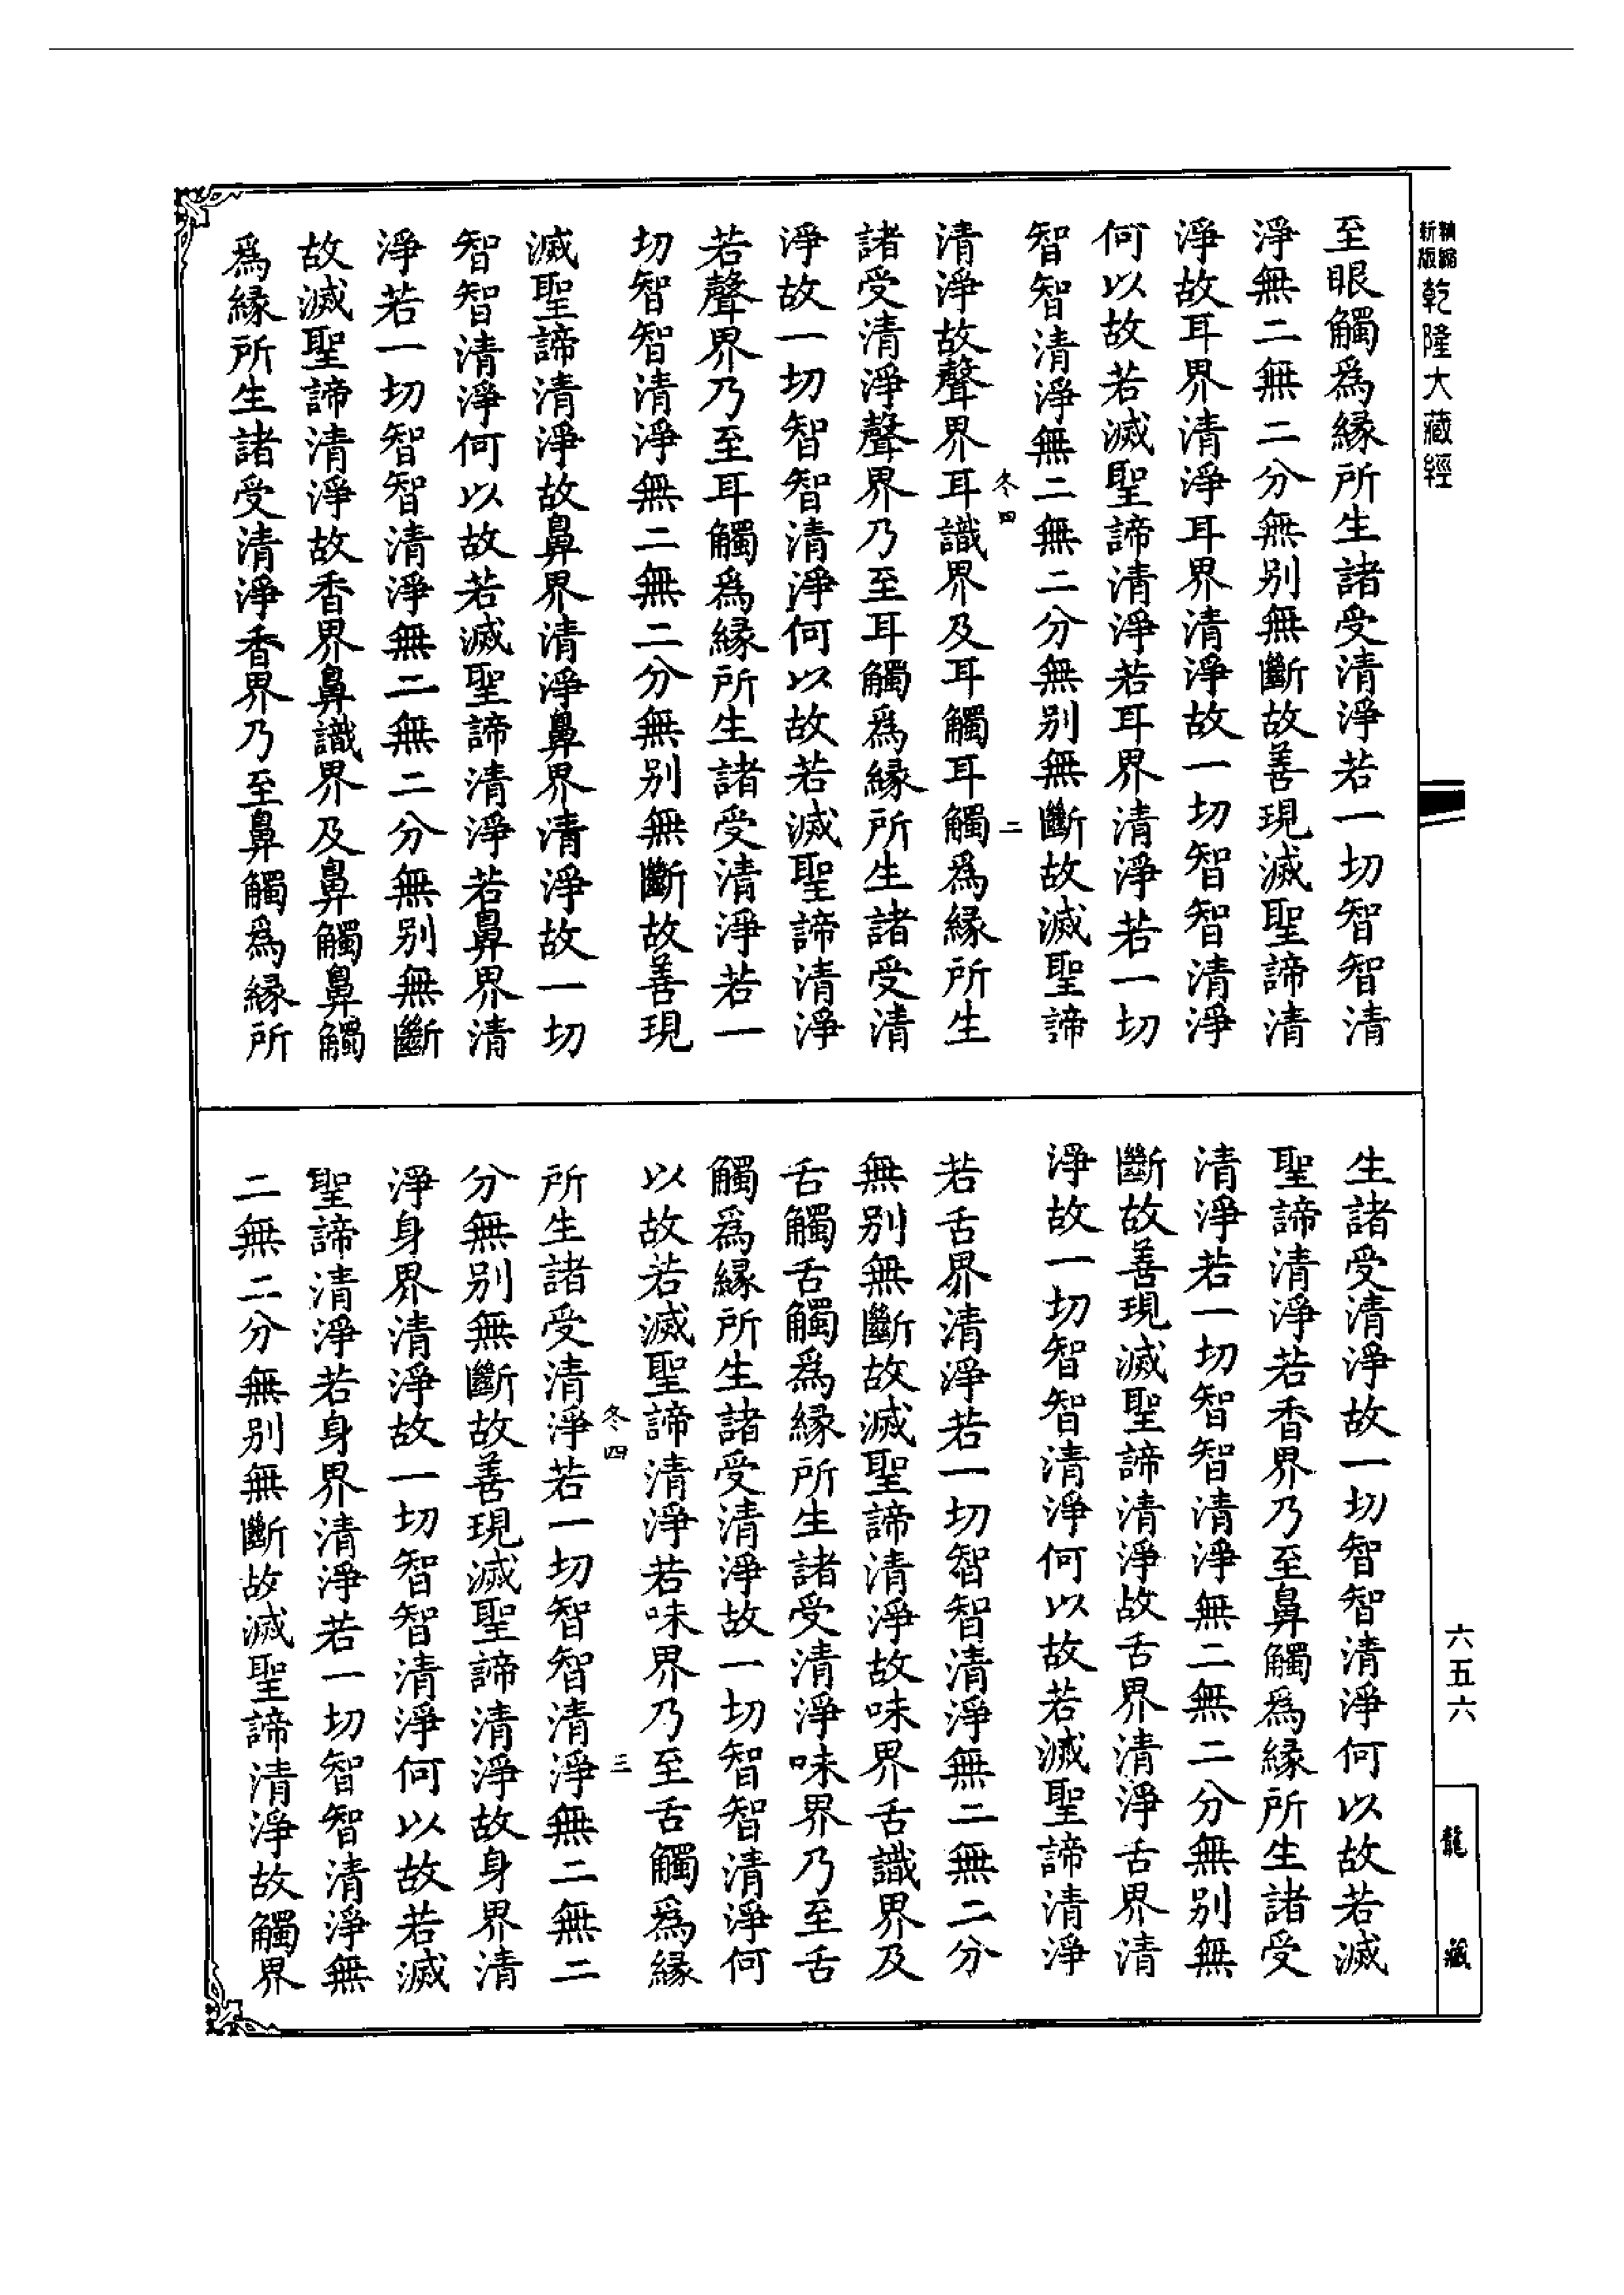 精縮
新版
乾隆大藏經
至眼觸為緣所生諸受清淨若一切智智清
淨無二無二分無別無斷故善現滅聖諦清
淨故耳界清淨耳界清淨故一切智智清淨
何以故若滅聖諦清淨若耳界清淨若一切
智智清淨無二無二分無別無斷故滅聖諦
冬四 二
清淨故聲界耳識界及耳觸耳觸為緣所生
諸受清淨聲界乃至耳觸為緣所生諸受清
淨故一切智智清淨何以故若滅聖諦清淨
若聲界乃至耳觸為緣所生諸受清淨若一
切智智清淨無二無二分無別無斷故善現
滅聖諦清淨故鼻界清淨鼻界清淨故一切
智智清淨何以故若滅聖諦清淨若鼻界清
淨若一切智智清淨無二無二分無別無斷
故滅聖諦清淨故香界鼻識界及鼻觸鼻觸
為緣所生諸受清淨香界乃至鼻觸為緣所
生諸受清淨故一切智智清淨何以故若滅
聖諦清淨若香界乃至鼻觸為緣所生諸受
清淨若一切智智清淨無二無二分無別無
斷故善現滅聖諦清淨故舌界清淨舌界清
淨故一切智智清淨何以故若滅聖諦清淨
若舌界清淨若一切智智清淨無二無二分
無別無斷故滅聖諦清淨故味界舌識界及
舌觸舌觸為緣所生諸受清淨味界乃至舌
觸為緣所生諸受清淨故一切智智清淨何
以故若滅聖諦清淨若味界乃至舌觸為緣
冬四 三
所生諸受清淨若一切智智清淨無二無二
分無別無斷故善現滅聖諦清淨故身界清
淨身界清淨故一切智智清淨何以故若滅
聖諦清淨若身界清淨若一切智智清淨無
二無二分無別無斷故滅聖諦清淨故觸界
六五六
龍藏